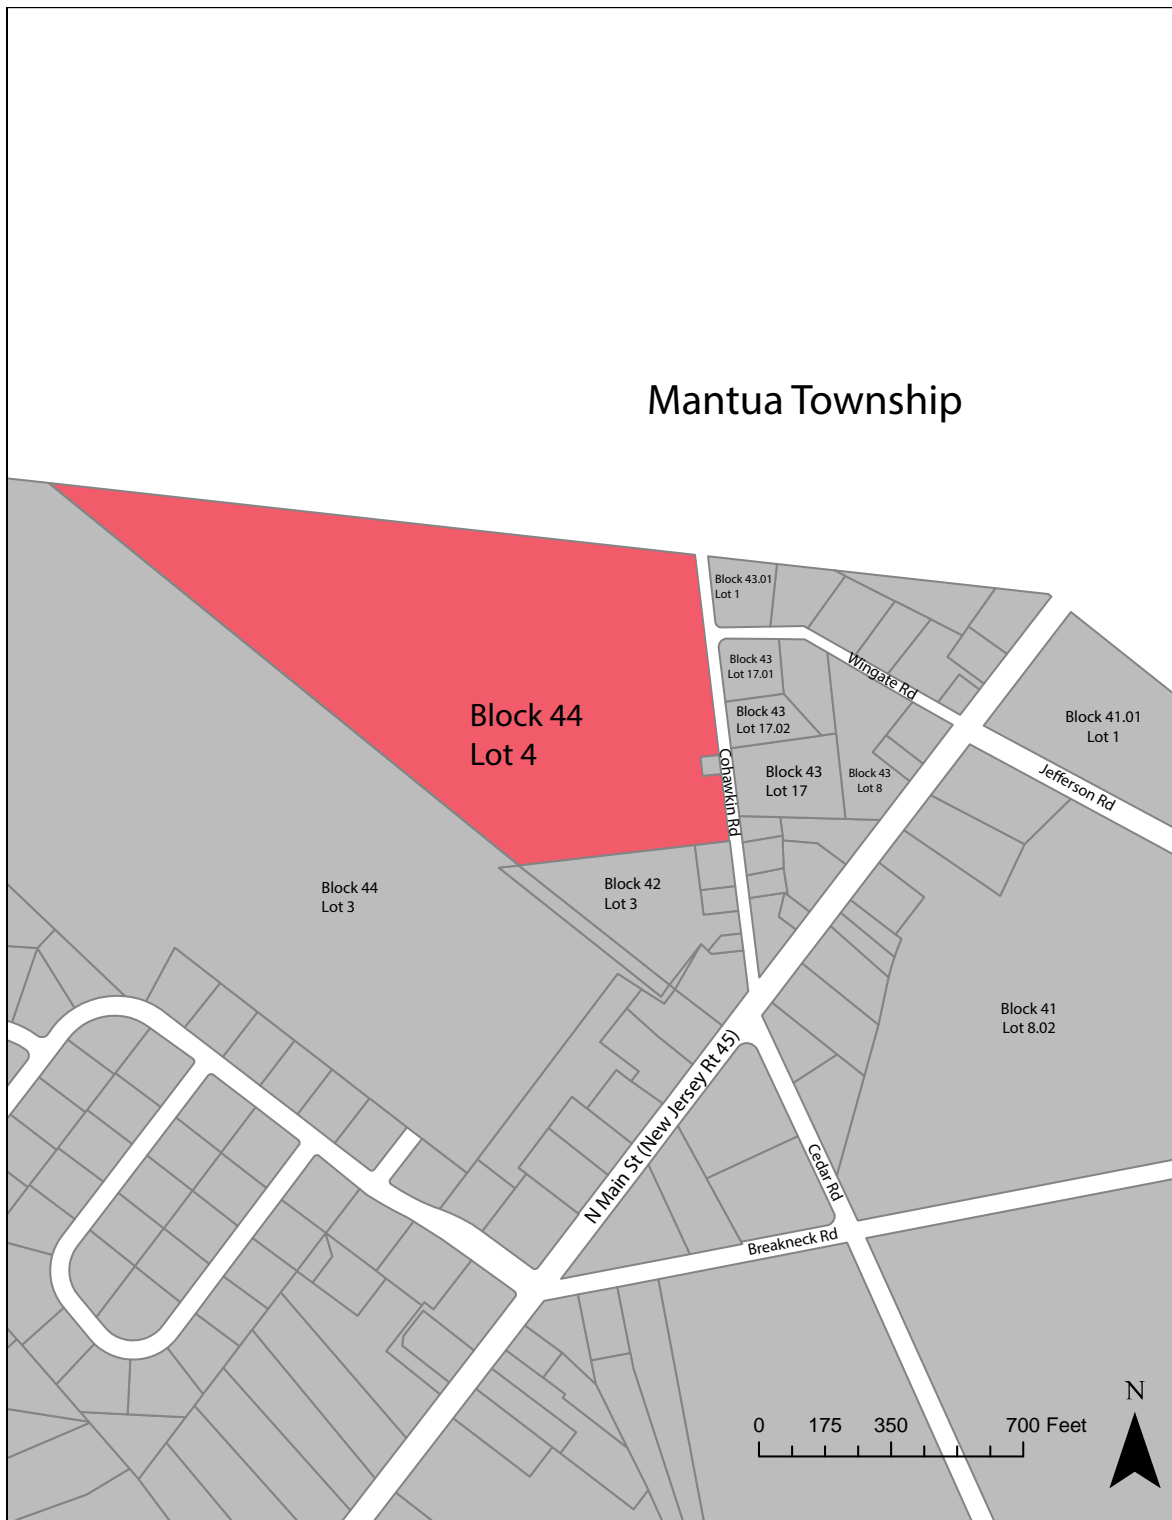 Mantua Township
Block 43.01
Lot 1
Block 43
Lot 17.01
Wingate Rd
Block 44
Lot 4
Block 43
Lot 17.02
Block 41.01
Lot 1
Cohawkin Rd
Block 43
Lot 17
Block 43
Lot 8
Jefferson Rd
Block 44
Lot 3
Block 42
Lot 3
Block 41
Lot 8.02
N Main St (New Jersey Rt 45)
Cedar Rd
Breakneck Rd
N
0 175 350 700 Feet